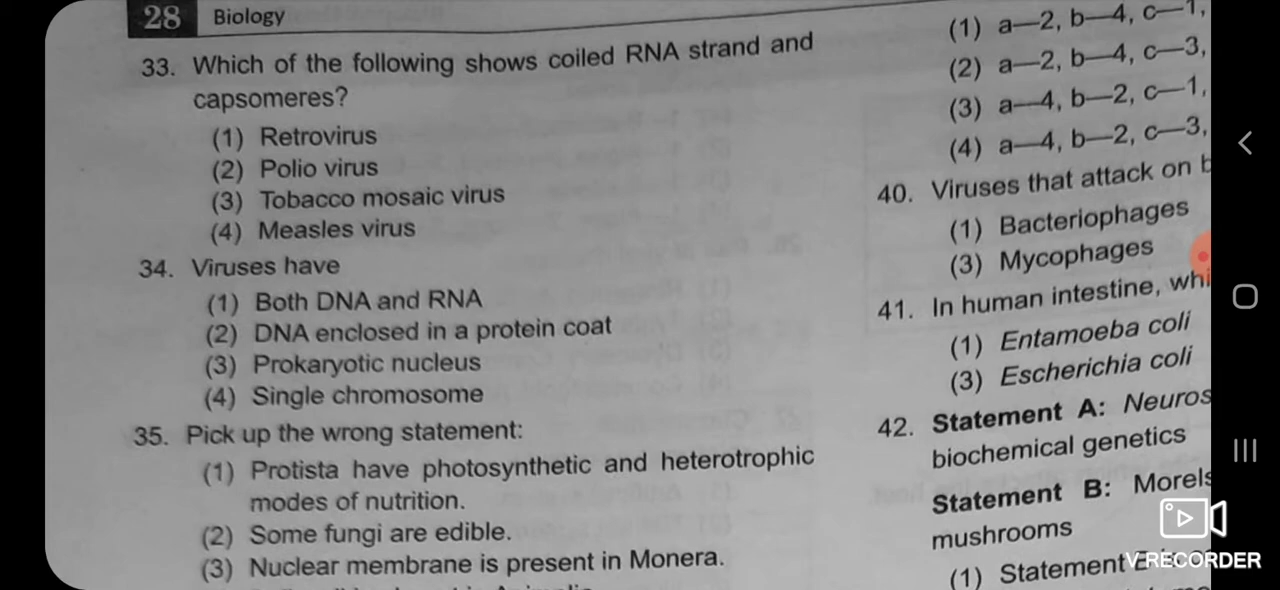 28 Biology
33. Which of the following shows coiled RNA strand and
capsomeres?
(1) Retrovirus
(2) Polio virus
(3) Tobacco mosaic virus
(4) Measles virus
34. Viruses have
(1) Both DNA and RNA
(2) DNA enclosed in a protein coat
(3) Prokaryotic nucleus
(4) Single chromosome
35. Pick up the wrong statement:
(1) Protista have photosynthetic and heterotrophic
modes of nutrition.
(2) Some fungi are edible.
(3) Nuclear membrane is present in Monera.
(1) a—2, b—4, c—1,
(2) a—2, b—4, c—3,
(3) a—4, b—2, c—1,
(4) a—4, b—2, c—3,
40. Viruses that attack on b
(1) Bacteriophages
(3) Mycophages
41. In human intestine, whi
(1) Entamoeba coli
(3) Escherichia coli
42. Statement A: Neuros
biochemical genetics
Statement B: Morels
mushrooms
(1) Statement
V RECORDER